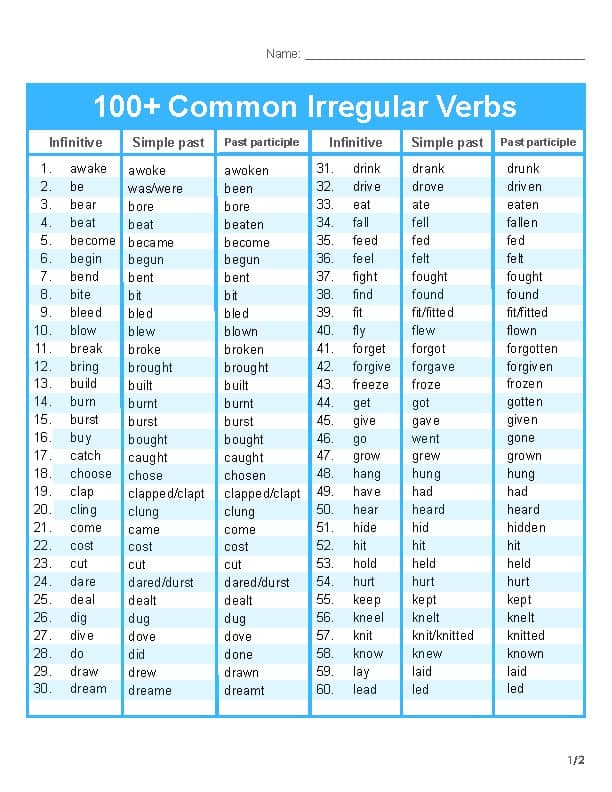 Name:
100+ Common Irregular Verbs
Infinitive Simple past Past participle Infinitive Simple past Past participle
1. awake awoke awoken 31. drink drank drunk
2. be was/were been 32. drive drove driven
3. bear bore bore 33. eat ate eaten
4. beat beat beaten 34. fall fell fallen
5. become became become 35. feed fed fed
6. begin begun begun 36. feel felt felt
7. bend bent bent 37. fight fought fought
8. bite bit bit 38. find found found
9. bleed bled bled 39. fit fit/fitted fit/fitted
10. blow blew blown 40. fly flew flown
11. break broke broken 41. forget forgot forgotten
12. bring brought brought 42. forgive forgave forgiven
13. build built built 43. freeze froze frozen
14. burn burnt burnt 44. get got gotten
15. burst burst burst 45. give gave given
16. buy bought bought 46. go went gone
17. catch caught caught 47. grow grew grown
18. choose chose chosen 48. hang hung hung
19. clap clapped/clapt clapped/clapt 49. have had had
20. cling clung clung 50. hear heard heard
21. come came come 51. hide hid hidden
22. cost cost cost 52. hit hit hit
23. cut cut cut 53. hold held held
24. dare dared/durst dared/durst 54. hurt hurt hurt
25. deal dealt dealt 55. keep kept kept
26. dig dug dug 56. kneel knelt knelt
27. dive dove dove 57. knit knit/knitted knitted
28. do did done 58. know knew known
29. draw drew drawn 59. lay laid laid
30. dream dreame dreamt 60. lead led led
1/2